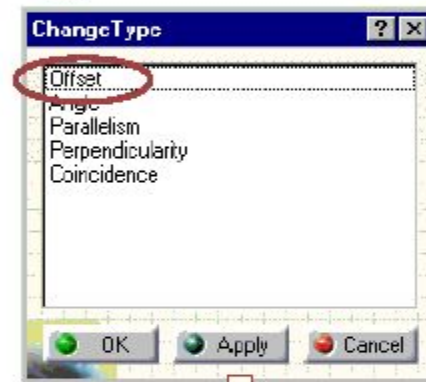 ChangeType ? ×
Offset
Angle
Parallelism
Perpendicularity
Coincidence
OK Apply Cancel